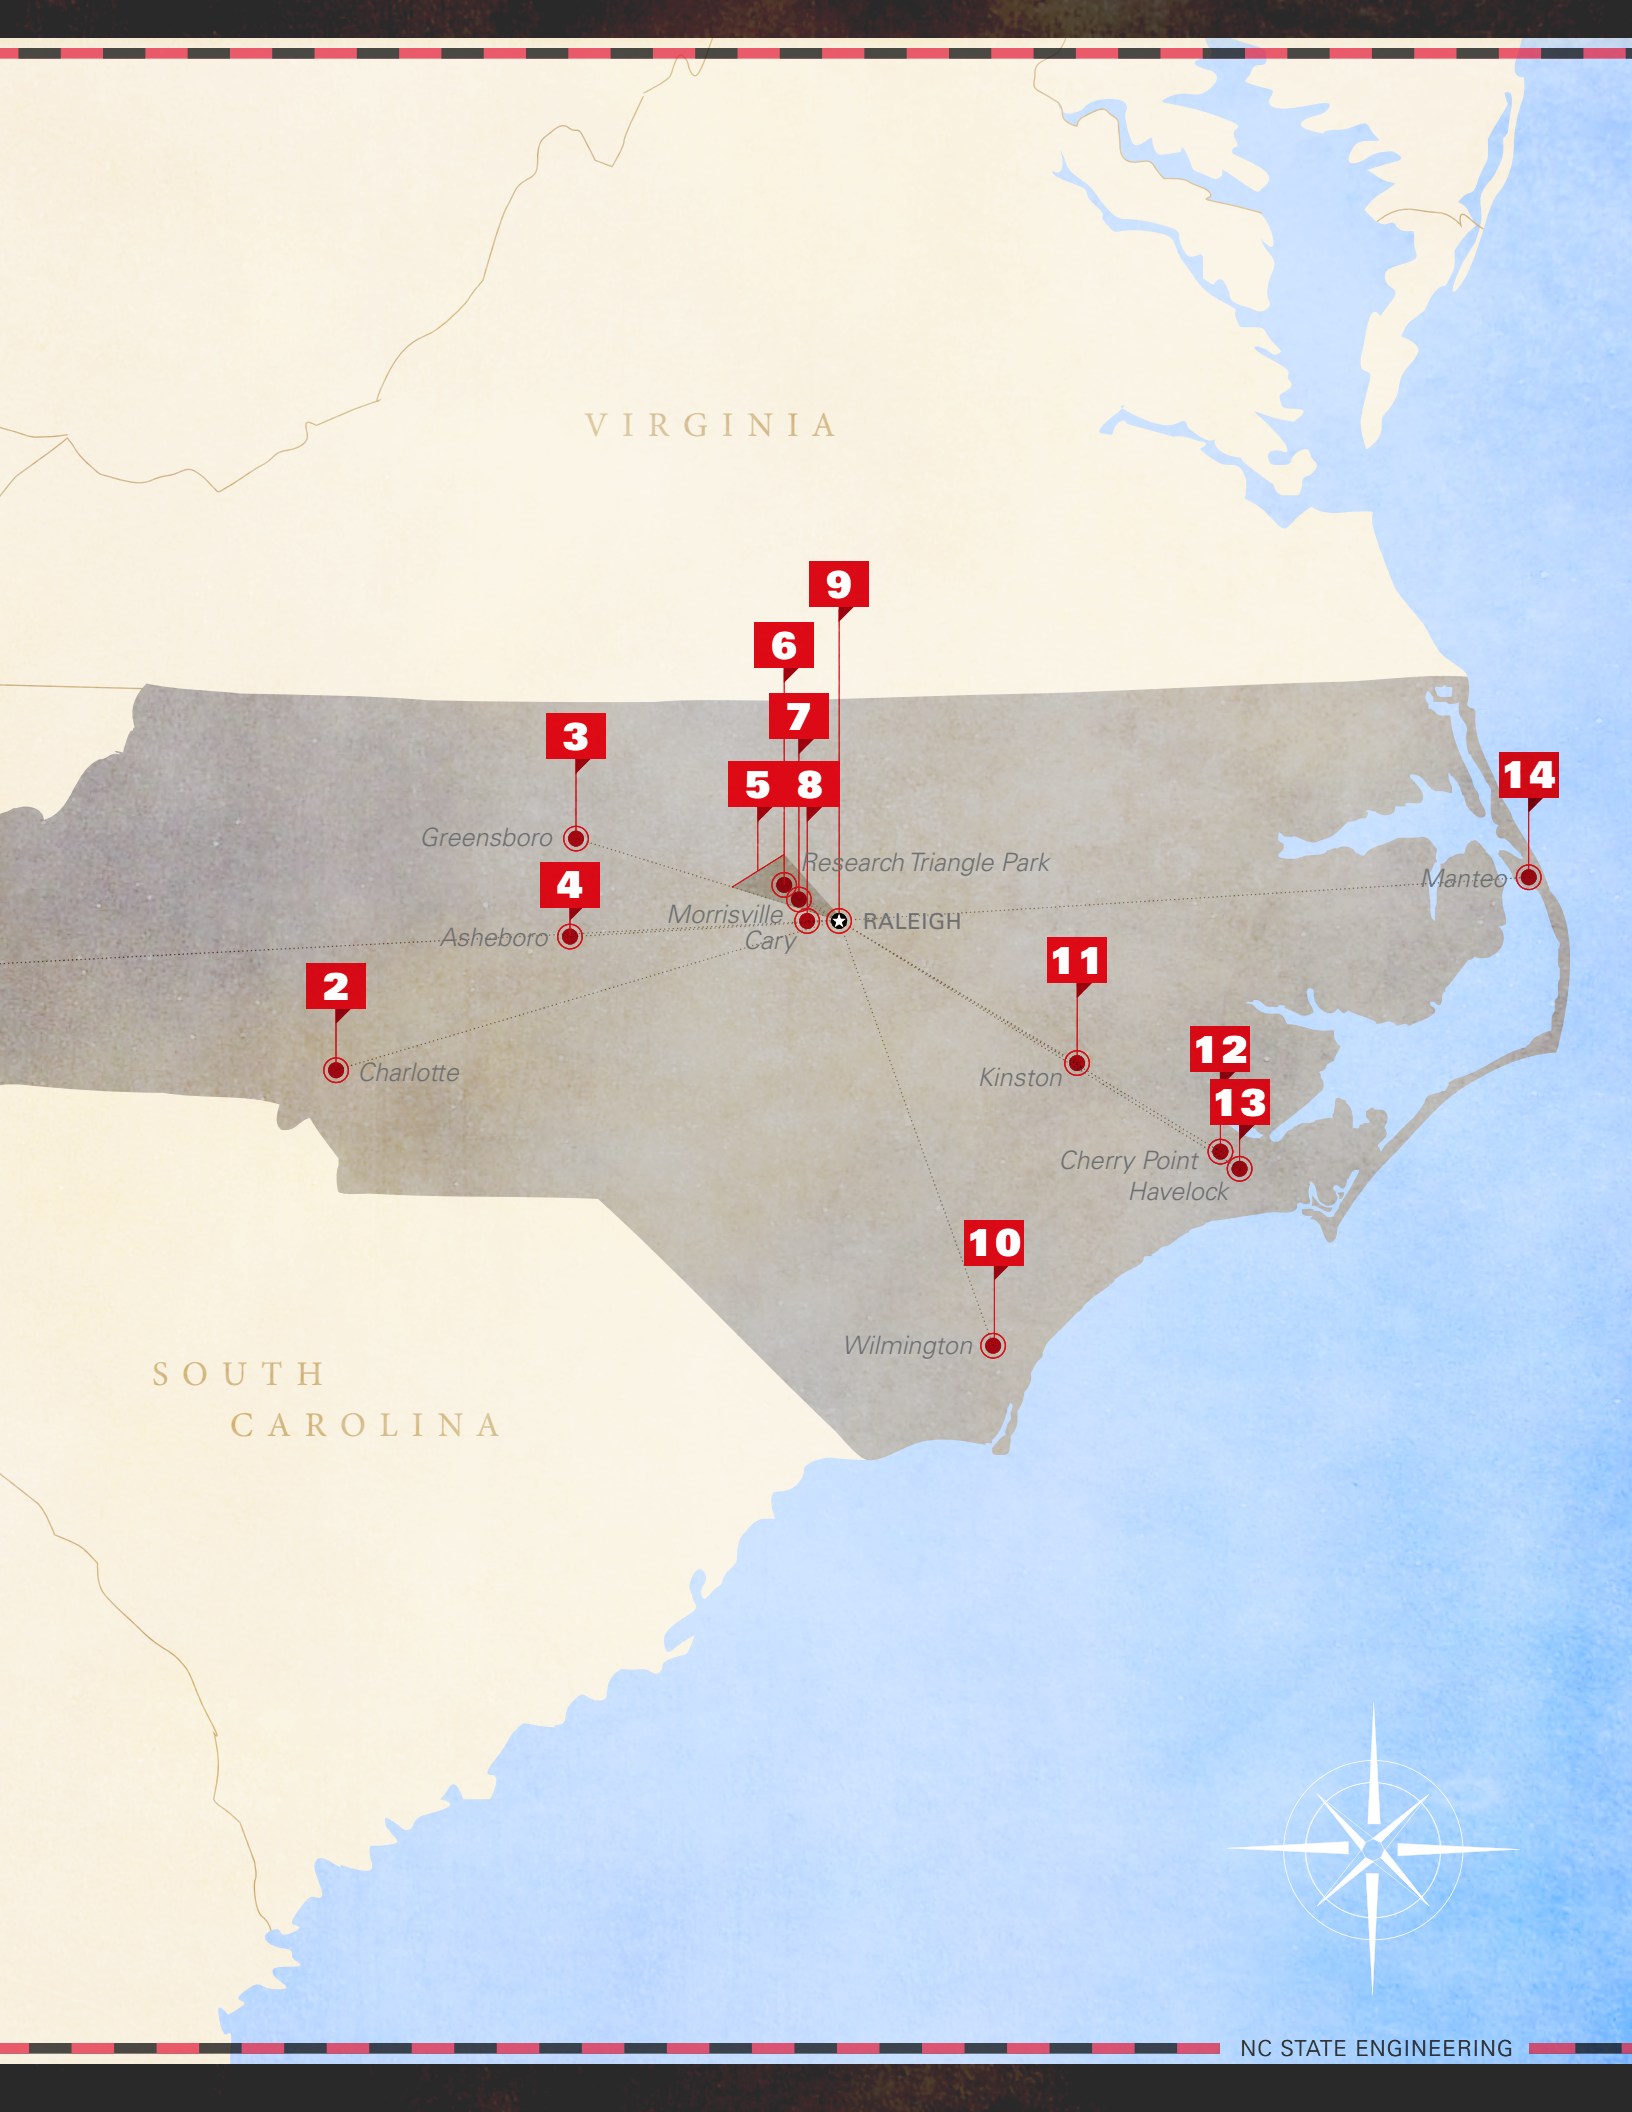 VIRGINIA
9
6
7
3
5
8
14
Greensboro
Research Triangle Park
4
Manteo
Morrisville
RALEIGH
Asheboro
Cary
11
2
12
Charlotte
Kinston
13
Cherry Point
Havelock
10
Wilmington
SOUTH
CAROLINA
NC STATE ENGINEERING